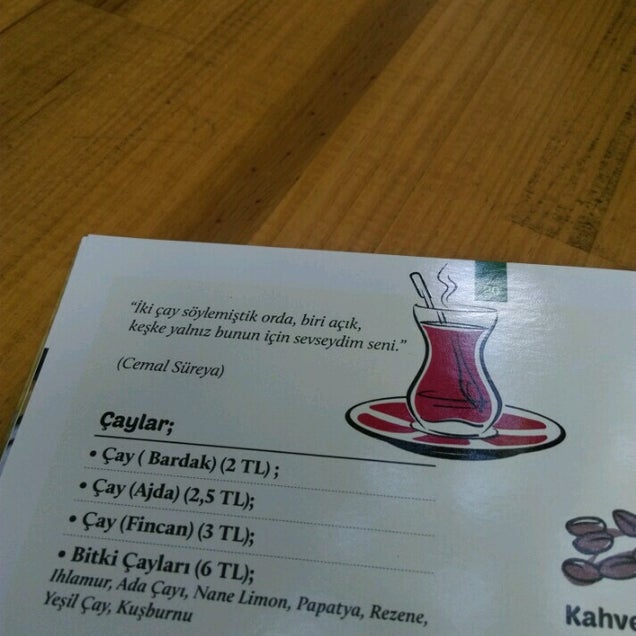 26
“İki çay söylemiştik orda, biri açık,
keşke yalnız bunun için sevseydim seni.”
(Cemal Süreya)
Çaylar;
• Çay ( Bardak) (2 TL) ;
• Çay (Ajda) (2,5 TL);
• Çay (Fincan) (3 TL);
• Bitki Çayları (6 TL);
Ihlamur, Ada Çayı, Nane Limon, Papatya, Rezene,
Yeşil Çay, Kuşburnu
Kahve